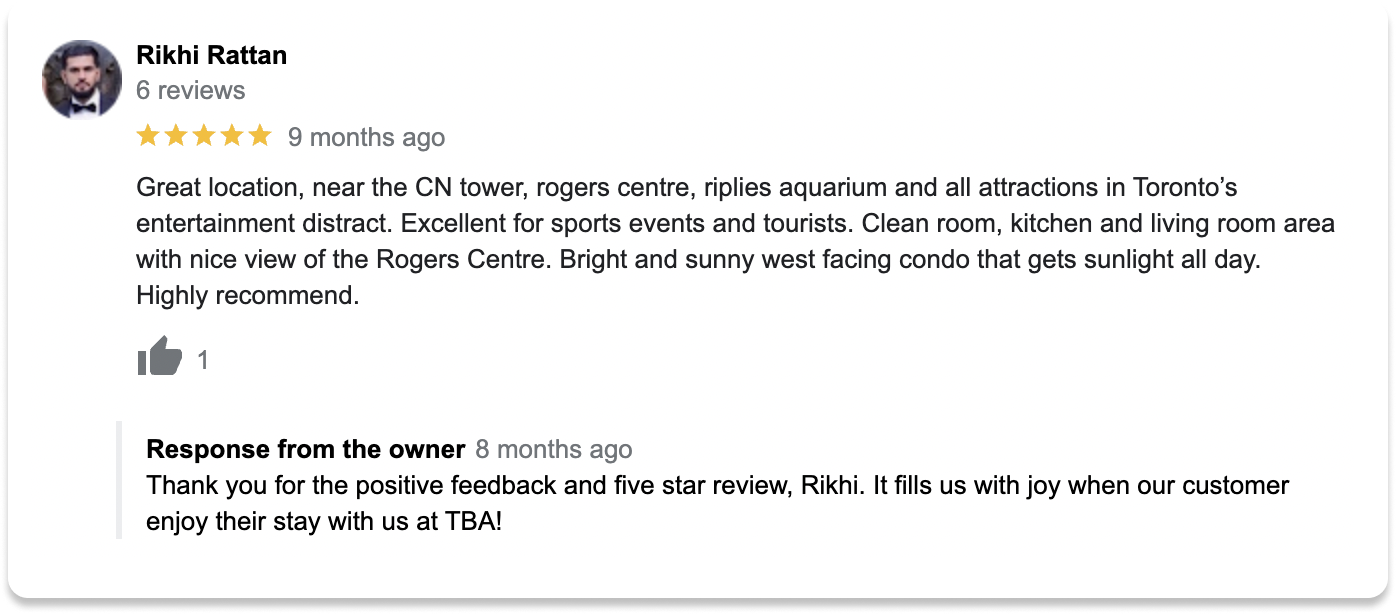 Rikhi Rattan
6 reviews
9 months ago
Great location, near the CN tower, rogers centre, riplies aquarium and all attractions in Toronto’s
entertainment distract. Excellent for sports events and tourists. Clean room, kitchen and living room area
with nice view of the Rogers Centre. Bright and sunny west facing condo that gets sunlight all day.
Highly recommend.
1
Response from the owner 8 months ago
Thank you for the positive feedback and five star review, Rikhi. It fills us with joy when our customer
enjoy their stay with us at TBA!